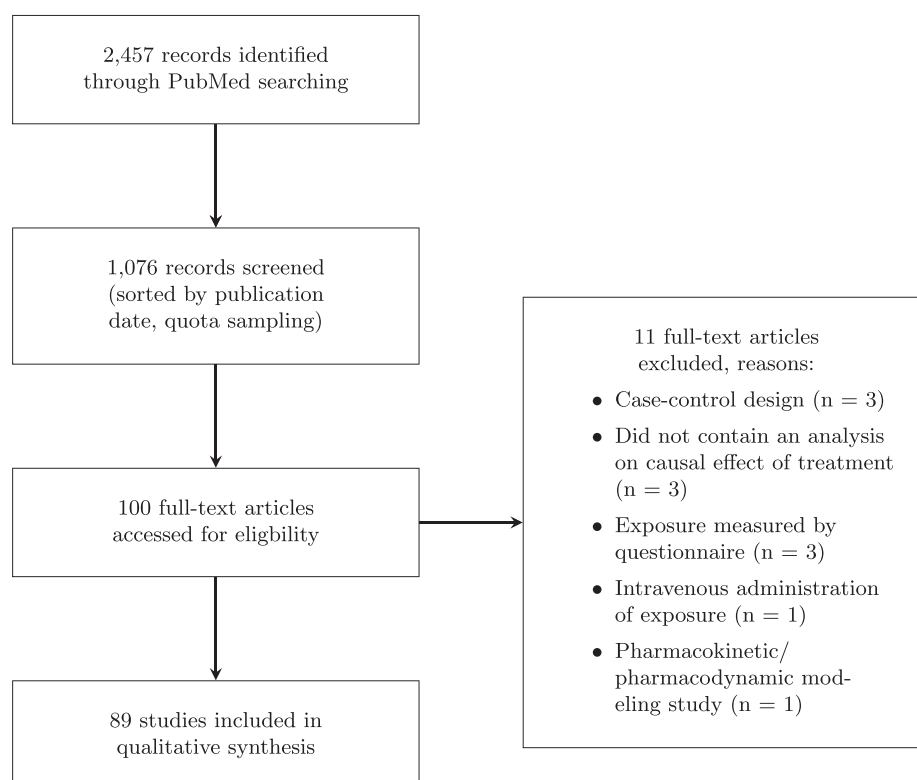 2,457 records identified
through PubMed searching
1,076 records screened
(sorted by publication
date, quota sampling)
100 full-text articles
accessed for eligbility
89 studies included in
qualitative synthesis
11 full-text articles
excluded, reasons:
• Case-control design (n = 3)
• Did not contain an analysis
on causal effect of treatment
(n = 3)
• Exposure measured by
questionnaire (n = 3)
• Intravenous administration
of exposure (n = 1)
• Pharmacokinetic/
pharmacodynamic mod-
eling study (n = 1)